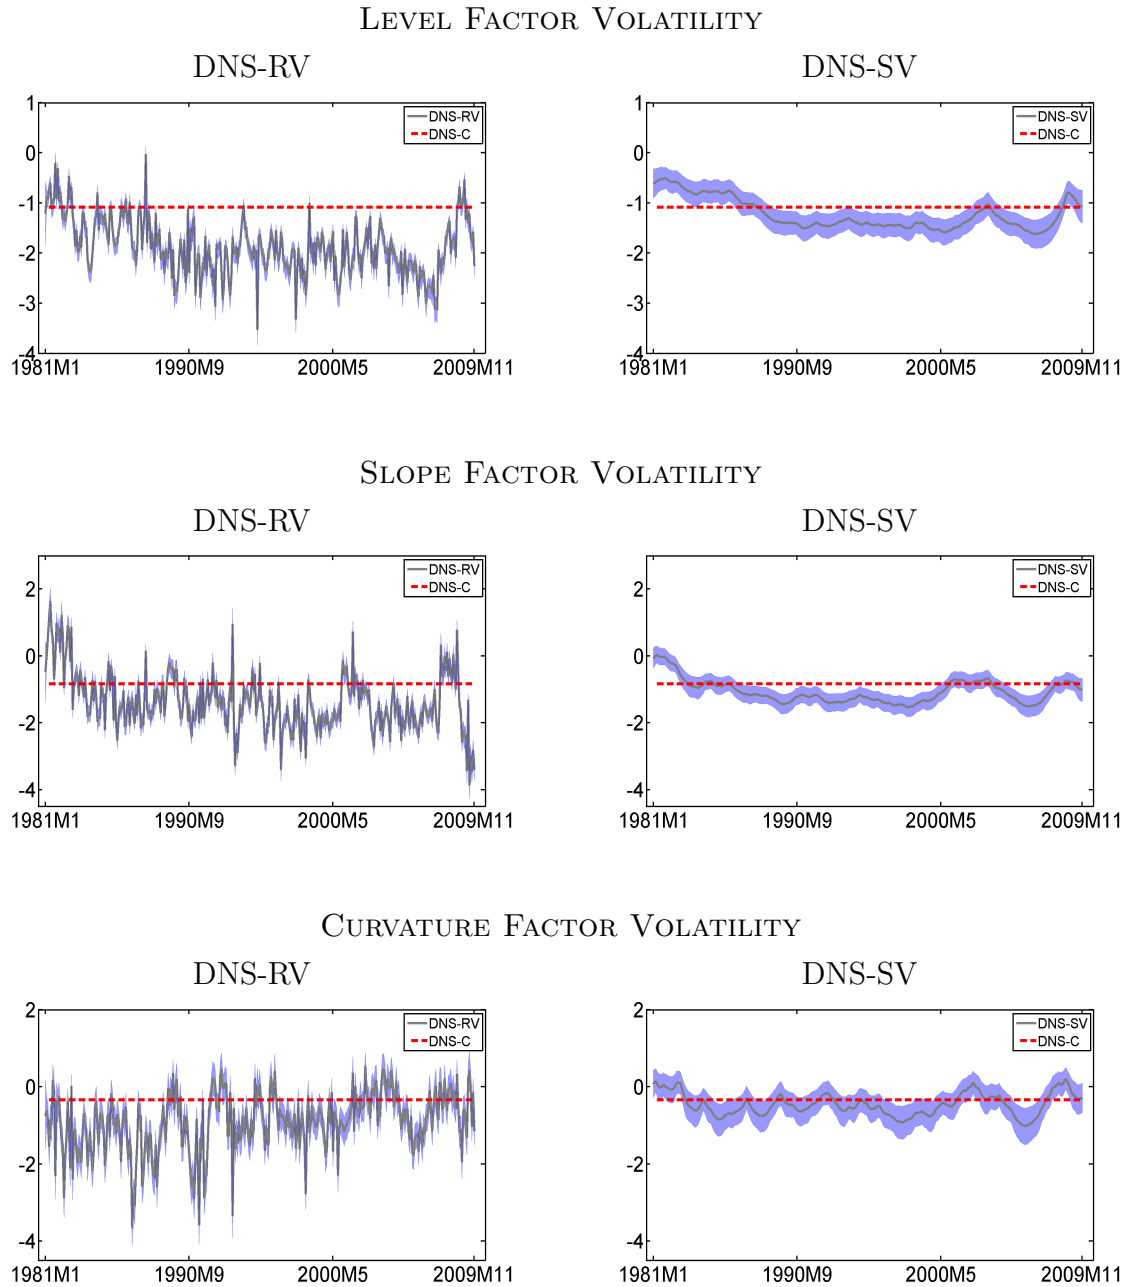 LEVEL FACTOR VOLATILITY
DNS-RV
DNS-SV
1
0
-1
-2
-3
-4
1981M1 1990M9 2000M5 2009M11
DNS-RV
DNS-C
1
0
-1
-2
-3
-4
1981M1 1990M9 2000M5 2009M11
DNS-SV
DNS-C
SLOPE FACTOR VOLATILITY
DNS-RV
DNS-SV
2
0
-2
-4
1981M1 1990M9 2000M5 2009M11
DNS-RV
DNS-C
2
0
-2
-4
1981M1 1990M9 2000M5 2009M11
DNS-SV
DNS-C
CURVATURE FACTOR VOLATILITY
DNS-RV
DNS-SV
2
0
-2
-4
1981M1 1990M9 2000M5 2009M11
DNS-RV
DNS-C
2
0
-2
-4
1981M1 1990M9 2000M5 2009M11
DNS-SV
DNS-C